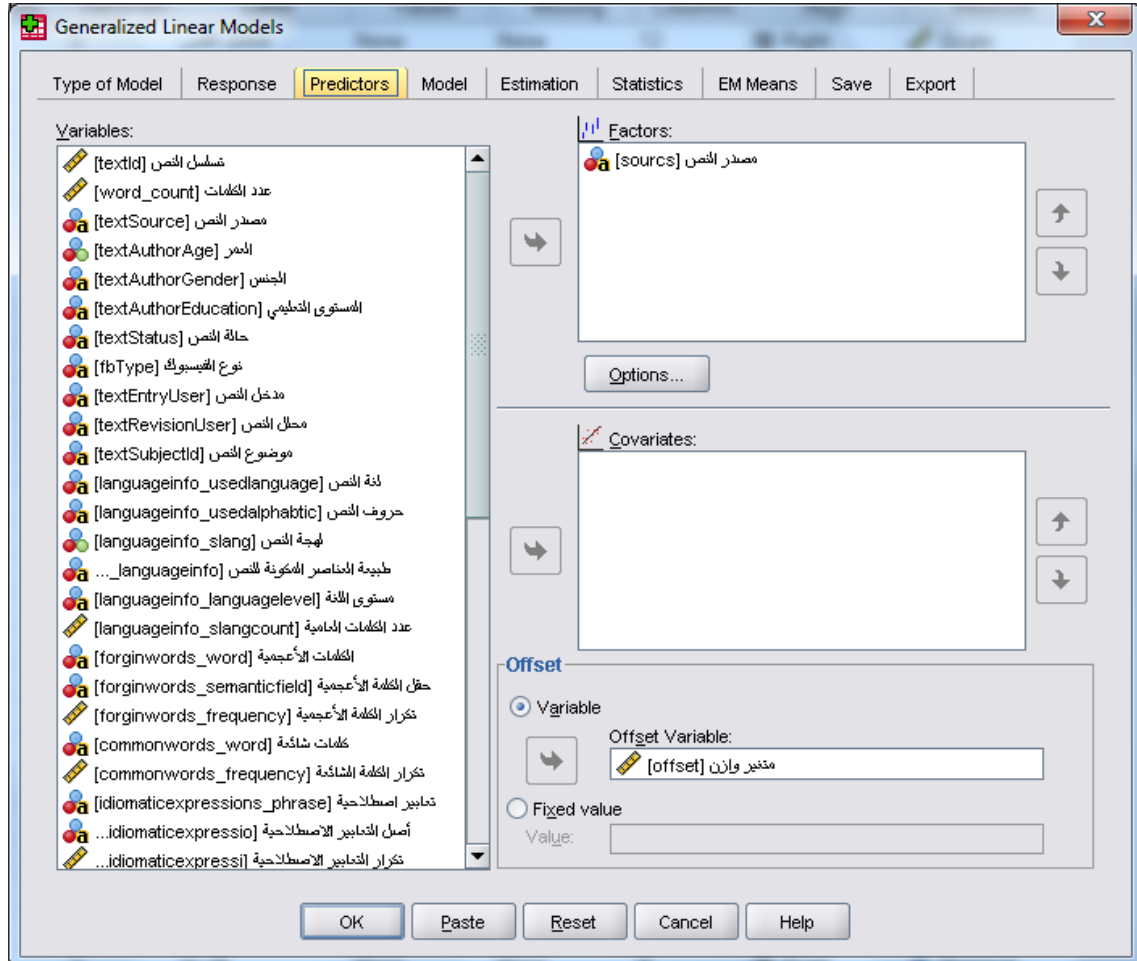 Generalized Linear Models
Type of Model Response Predictors Model Estimation Statistics EM Means Save Export
Variables:
تسلسل النص [textId]
عدد الكلمات [word_count]
مصدر النص [textSource]
العمر [textAuthorAge]
الجنس [textAuthorGender]
المستوى التعليمي [textAuthorEducation]
حالة النص [textStatus]
نوع الفيسبوك [fbType]
مدخل النص [textEntryUser]
محلل النص [textRevisionUser]
موضوع النص [textSubjectId]
لغة النص [languageinfo_usedlanguage]
حروف النص [languageinfo_usedalphabtic]
لهجة النص [languageinfo_slang]
طبيعة العناصر المكونة للنص [languageinfo_...
مستوى اللغة [languageinfo_languagelevel]
عدد الكلمات العامية [languageinfo_slangcount]
الكلمات الأعجمية [forginwords_word]
حقل الكلمة الأعجمية [forginwords_semanticfield]
تكرار الكلمة الأعجمية [forginwords_frequency]
كلمات شائعة [commonwords_word]
تكرار الكلمة الشائعة [commonwords_frequency]
تعابير اصطلاحية [idiomaticexpressions_phrase]
أصل التعابير الاصطلاحية [idiomaticexpressio...
تكرار التعابير الاصطلاحية [idiomaticexpressi...
Factors:
مصدر النص [sourcs]
Options...
Covariates:
Offset
Variable
Offset Variable:
متغير وازن [offset]
Fixed value
Value:
OK Paste Reset Cancel Help